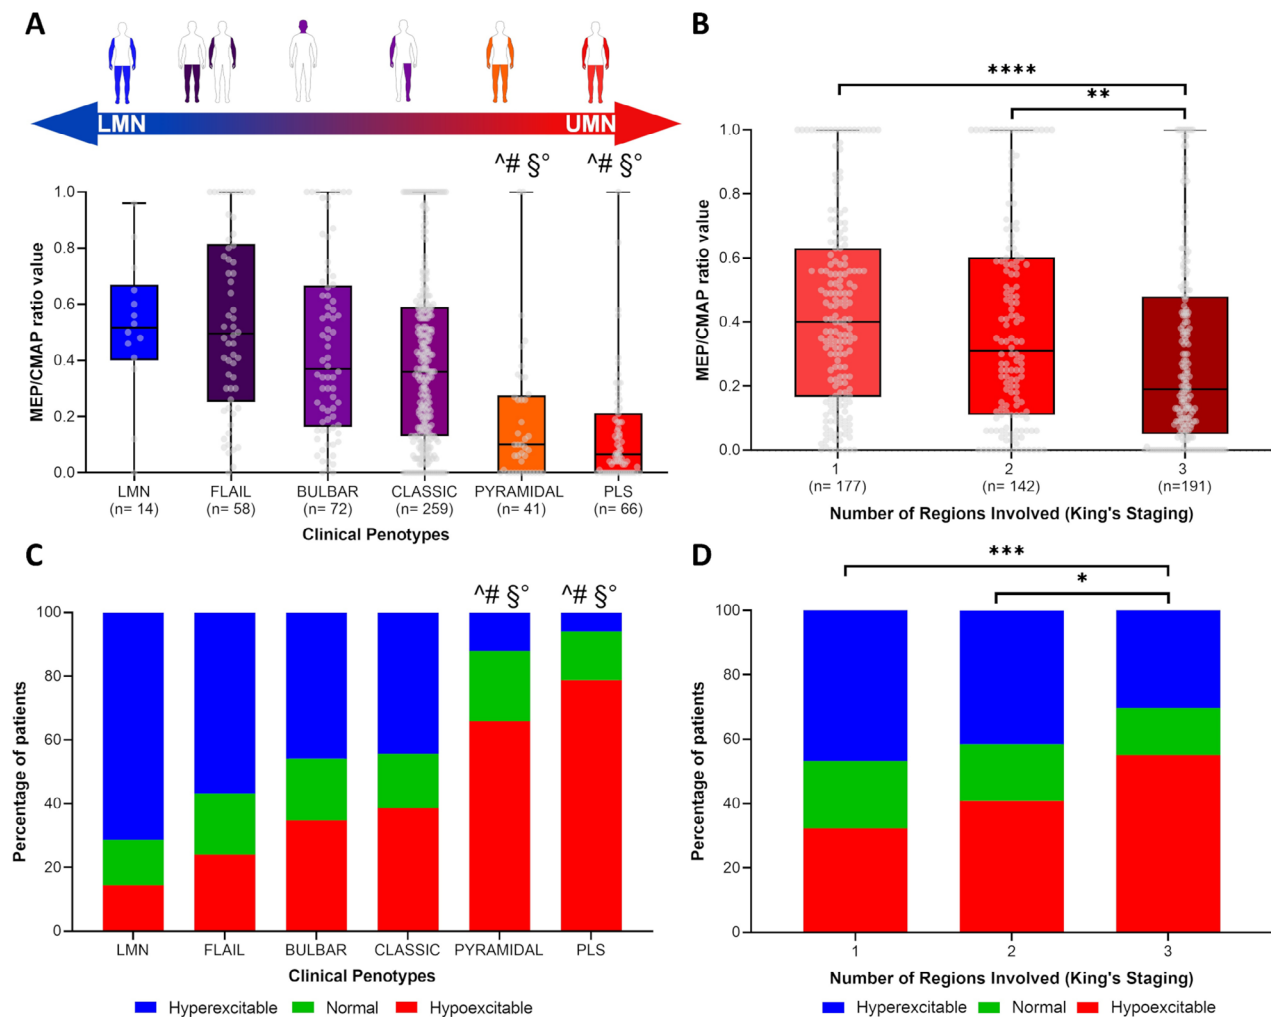 A
LMN
UMN
^# §°
^# §°
MEP/CMAP ratio value
1.0
0.8
0.6
0.4
0.2
0.0
LMN FLAIL BULBAR CLASSIC PYRAMIDAL PLS
(n= 14) (n= 58) (n= 72) (n= 259) (n= 41) (n= 66)
Clinical Penotypes
B
****
**
MEP/CMAP ratio value
1.0
0.8
0.6
0.4
0.2
0.0
1 2 3
(n= 177) (n= 142) (n=191)
Number of Regions Involved (King's Staging)
C
^# §°
^# §°
Percentage of patients
100
80
60
40
20
0
LMN FLAIL BULBAR CLASSIC PYRAMIDAL PLS
Clinical Penotypes
Hyperexcitable Normal Hypoexcitable
D
***
*
Percentage of patients
100
80
60
40
20
0
1 2 3
Number of Regions Involved (King's Staging)
Hyperexcitable Normal Hypoexcitable